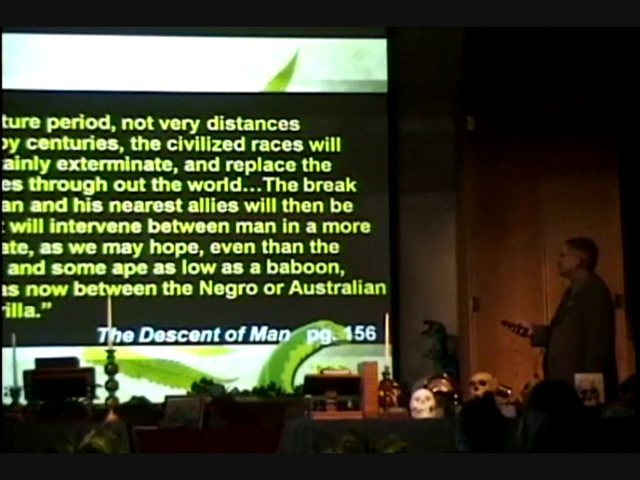 ture period, not very distances
by centuries, the civilized races will
ainly exterminate, and replace the
es through out the world...The break
an and his nearest allies will then be
t will intervene between man in a more
ate, as we may hope, even than the
and some ape as low as a baboon,
as now between the Negro or Australian
rilla."
The Descent of Man pg. 156